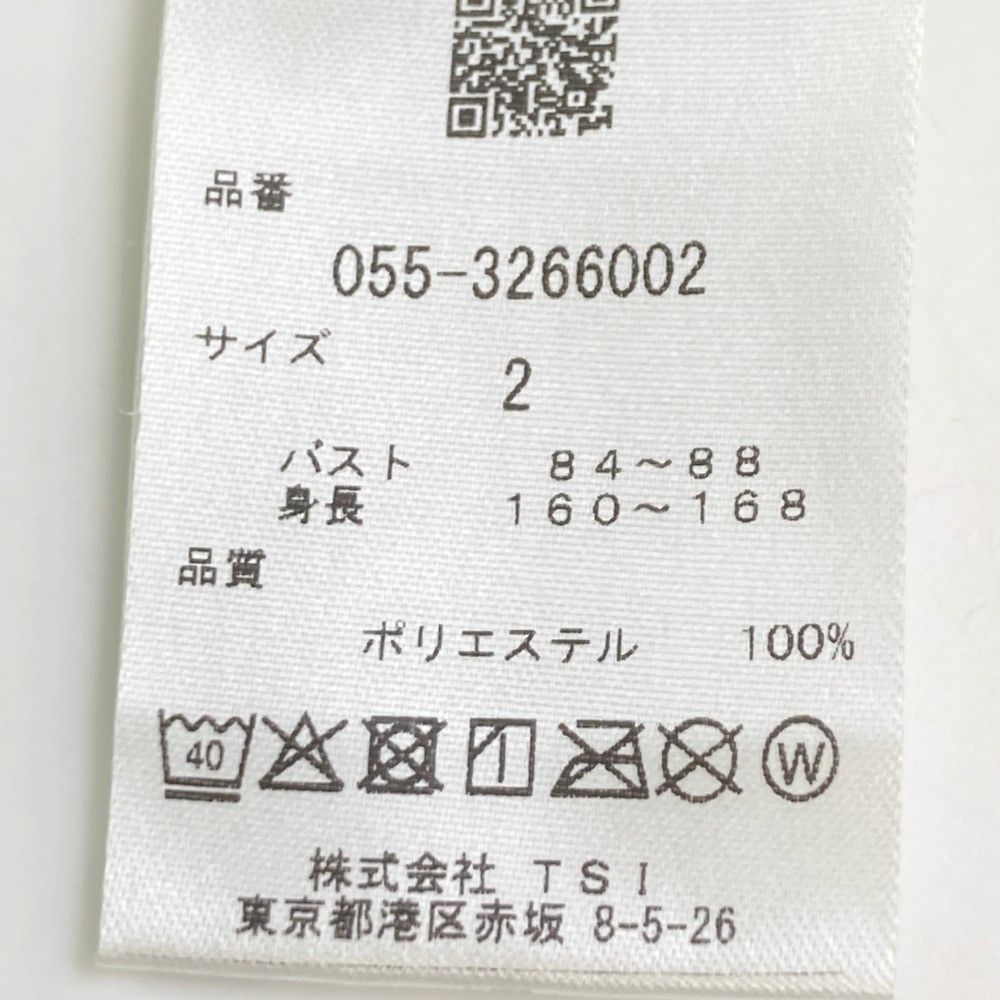 品番
055-3266002
サイズ
2
バスト 84～88
身長 160～168
品質
ポリエステル 100%
40
W
株式会社 TSI
東京都港区赤坂 8-5-26